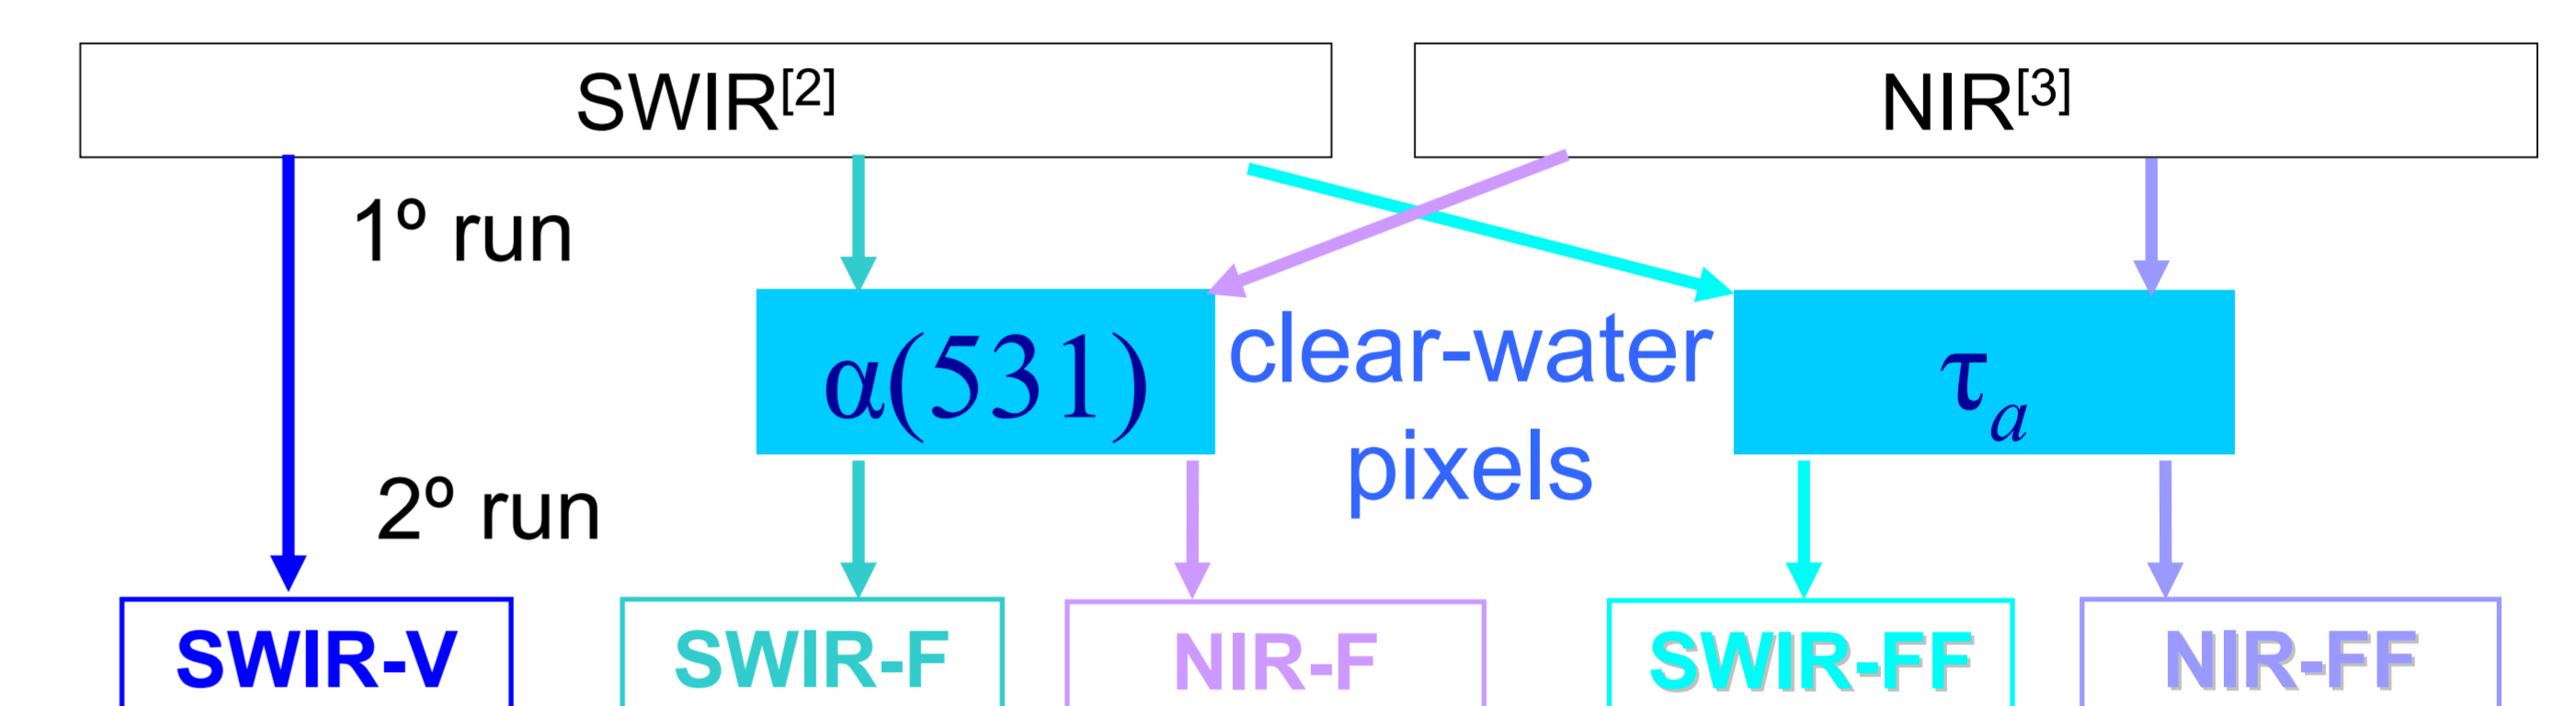 SWIR[2]
NIR[3]
1º run
α(531)
clear-water
pixels
τa
2º run
SWIR-V
SWIR-F
NIR-F
SWIR-FF
NIR-FF